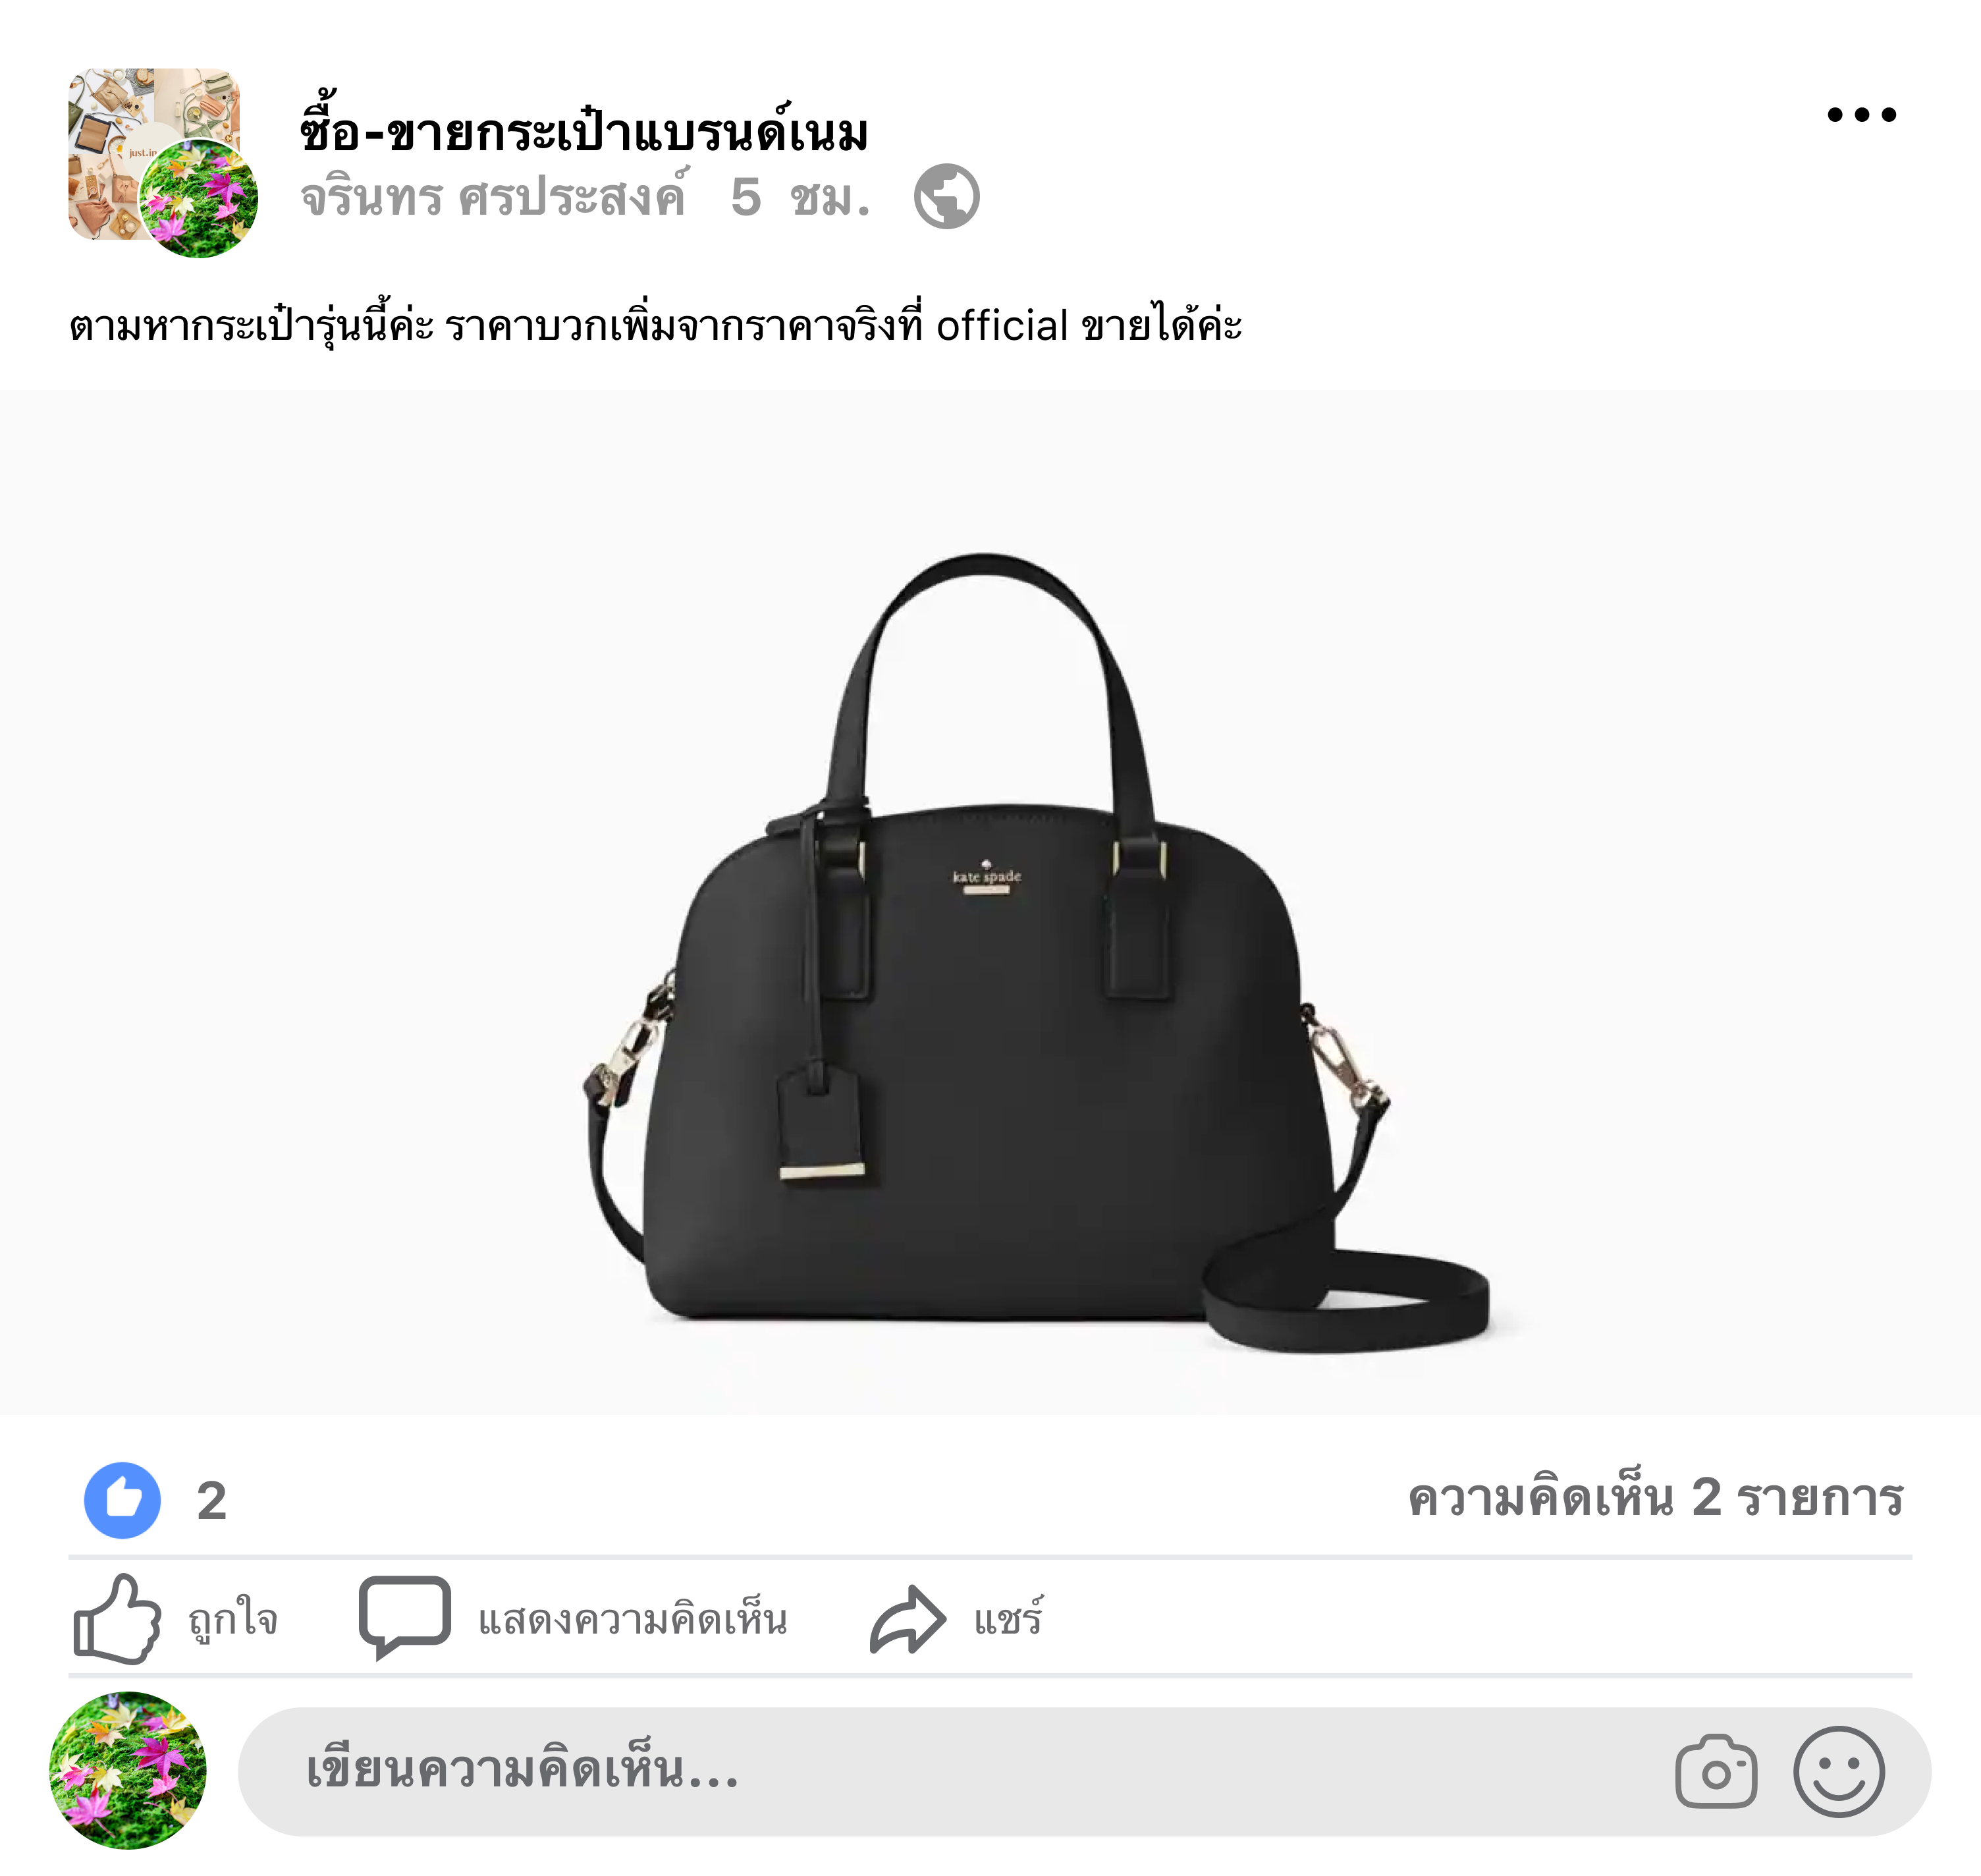 just.in
ซื้อ-ขายกระเป๋าแบรนด์เนม
จรินทร ศรประสงค์ 5 ชม.
ตามหากระเป๋ารุ่นนี้ค่ะ ราคาบวกเพิ่มจากราคาจริงที่ official ขายได้ค่ะ
kate spade
2
ความคิดเห็น 2 รายการ
ถูกใจ
แสดงความคิดเห็น
แชร์
เขียนความคิดเห็น...